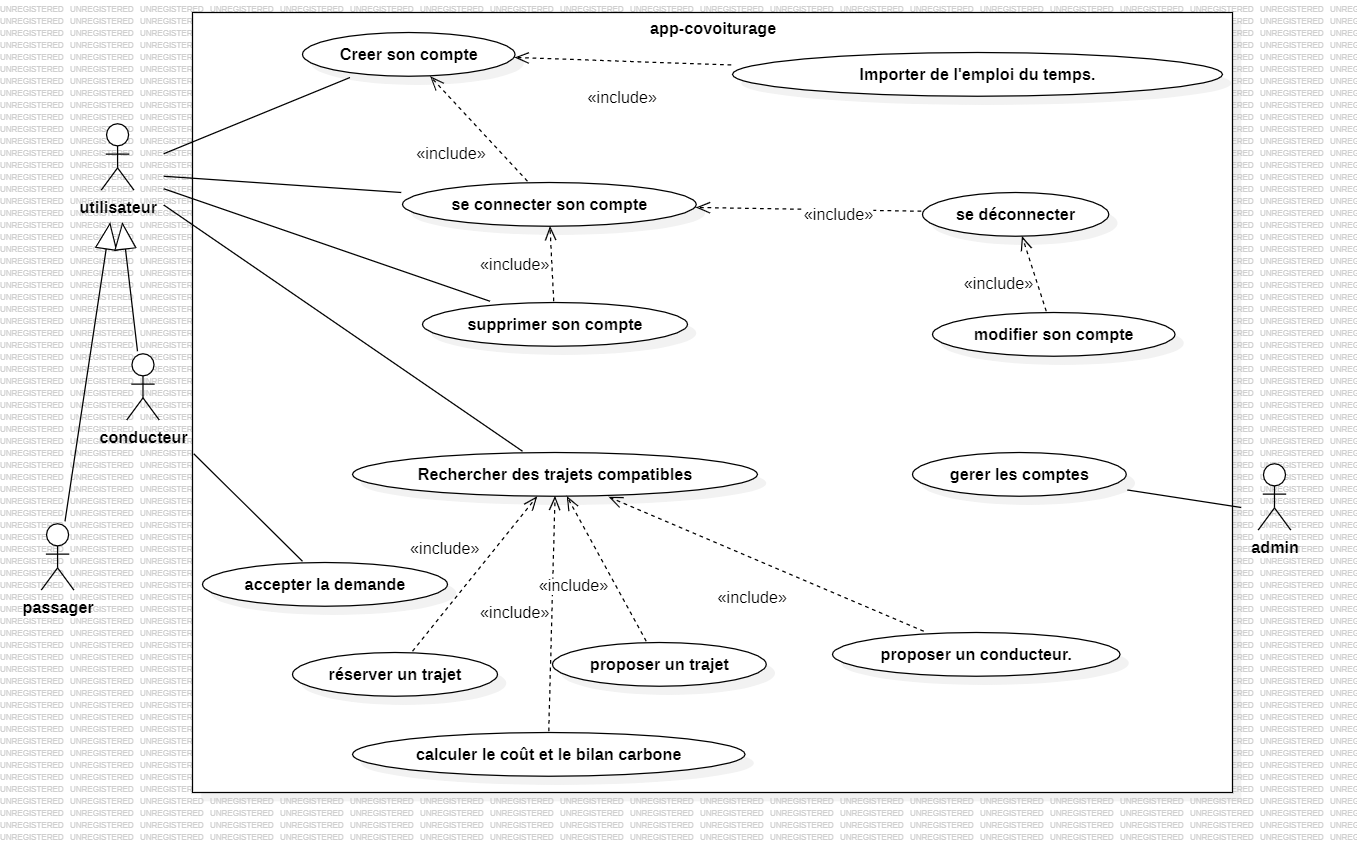 app-covoiturage
Creer son compte
Importer de l'emploi du temps.
«include»
«include»
se connecter son compte
utilisateur
«include»
se déconnecter
«include»
«include»
supprimer son compte
modifier son compte
conducteur
Rechercher des trajets compatibles
gerer les comptes
admin
«include»
accepter la demande
«include»
«include»
«include»
passager
réserver un trajet
proposer un trajet
proposer un conducteur.
calculer le coût et le bilan carbone
UNREGISTERED